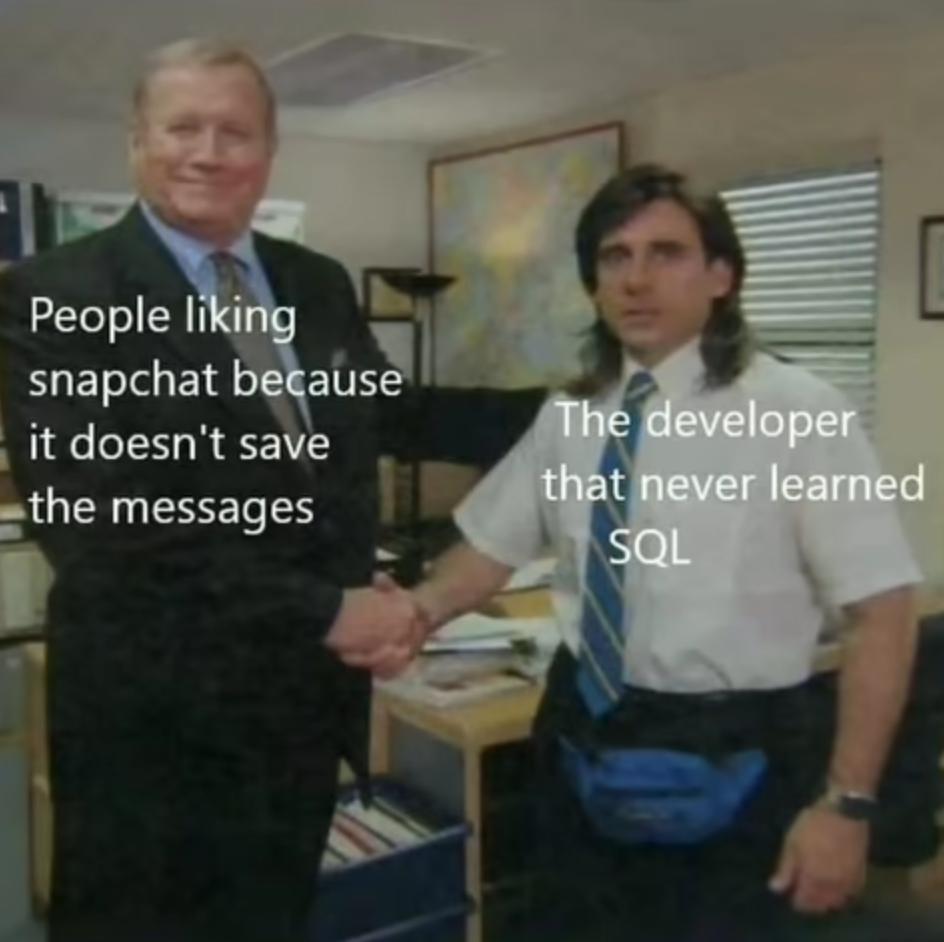 People liking
snapchat because
it doesn't save
the messages
The developer
that never learned
SQL